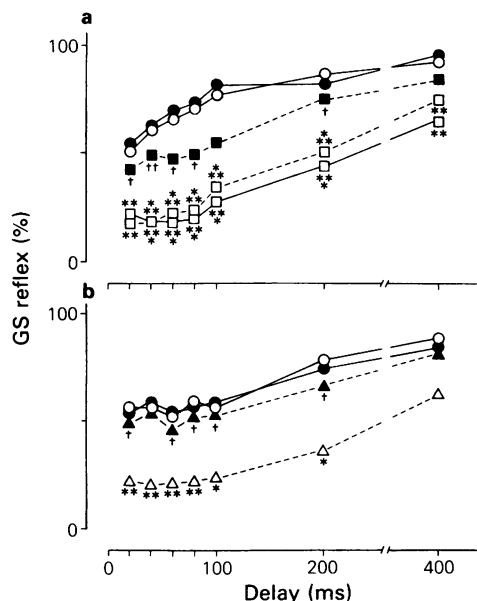 a
100
0
GS reflex (%)
† †† † † †
** * * * * *
** ** ** ** ** **
** ** ** ** ** ** **
* * * * *
b
100
0
† † † † †
** ** ** ** * *
0 100 200 400
Delay (ms)